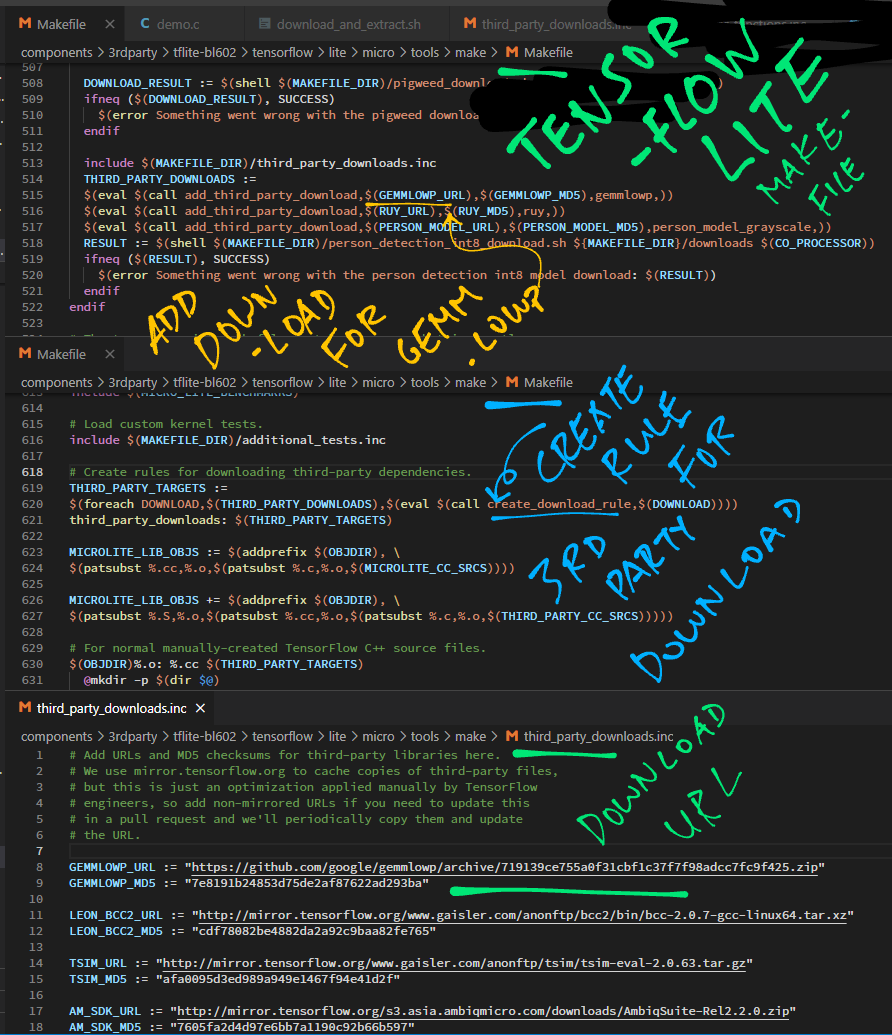 Makefile
demo.c
download_and_extract.sh
third_party_downloads.inc
components > 3rdparty > tflite-bl602 > tensorflow > lite > micro > tools > make > Makefile
507
508 DOWNLOAD_RESULT := $(shell $(MAKEFILE_DIR)/pigweed_downl
509 ifneq ($(DOWNLOAD_RESULT), SUCCESS)
510 $(error Something went wrong with the pigweed downloa
511 endif
512
513 include $(MAKEFILE_DIR)/third_party_downloads.inc
514 THIRD_PARTY_DOWNLOADS :=
515 $(eval $(call add_third_party_download,$(GEMMLOWP_URL),$(GEMMLOWP_MD5),gemmlowp,))
516 $(eval $(call add_third_party_download,$(RUY_URL),$(RUY_MD5),ruy,))
517 $(eval $(call add_third_party_download,$(PERSON_MODEL_URL),$(PERSON_MODEL_MD5),person_model_grayscale,))
518 RESULT := $(shell $(MAKEFILE_DIR)/person_detection_int8_download.sh ${MAKEFILE_DIR}/downloads $(CO_PROCESSOR))
519 ifneq ($(RESULT), SUCCESS)
520 $(error Something went wrong with the person detection int8 model download: $(RESULT))
521 endif
522 endif
523
TENSOR
-FLOW
LITE
MAKE-
FILE
ADD
DOWN
-LOAD
FOR
GEMM
-LOWP
Makefile
components > 3rdparty > tflite-bl602 > tensorflow > lite > micro > tools > make > Makefile
614
615 # Load custom kernel tests.
616 include $(MAKEFILE_DIR)/additional_tests.inc
617
618 # Create rules for downloading third-party dependencies.
619 THIRD_PARTY_TARGETS :=
620 $(foreach DOWNLOAD,$(THIRD_PARTY_DOWNLOADS),$(eval $(call create_download_rule,$(DOWNLOAD))))
621 third_party_downloads: $(THIRD_PARTY_TARGETS)
622
623 MICROLITE_LIB_OBJS := $(addprefix $(OBJDIR), \
624 $(patsubst %.cc,%.o,$(patsubst %.c,%.o,$(MICROLITE_CC_SRCS))))
625
626 MICROLITE_LIB_OBJS += $(addprefix $(OBJDIR), \
627 $(patsubst %.S,%.o,$(patsubst %.cc,%.o,$(patsubst %.c,%.o,$(THIRD_PARTY_CC_SRCS)))))
628
629 # For normal manually-created TensorFlow C++ source files.
630 $(OBJDIR)%.o: %.cc $(THIRD_PARTY_TARGETS)
631 @mkdir -p $(dir $@)
CREATE
RULE
FOR
3RD
PARTY
DOWNLOAD
third_party_downloads.inc
components > 3rdparty > tflite-bl602 > tensorflow > lite > micro > tools > make > third_party_downloads.inc
1 # Add URLs and MD5 checksums for third-party libraries here.
2 # We use mirror.tensorflow.org to cache copies of third-party files,
3 # but this is just an optimization applied manually by TensorFlow
4 # engineers, so add non-mirrored URLs if you need to update this
5 # in a pull request and we'll periodically copy them and update
6 # the URL.
7
8 GEMMLOWP_URL := "https://github.com/google/gemmlowp/archive/719139ce755a0f31cbf1c37f7f98adcc7fc9f425.zip"
9 GEMMLOWP_MD5 := "7e8191b24853d75de2af87622ad293ba"
10
11 LEON_BCC2_URL := "http://mirror.tensorflow.org/www.gaisler.com/anonftp/bcc2/bin/bcc-2.0.7-gcc-linux64.tar.xz"
12 LEON_BCC2_MD5 := "cdf78082be4882da2a92c9baa82fe765"
13
14 TSIM_URL := "http://mirror.tensorflow.org/www.gaisler.com/anonftp/tsim/tsim-eval-2.0.63.tar.gz"
15 TSIM_MD5 := "afa0095d3ed989a949e1467f94e41d2f"
16
17 AM_SDK_URL := "http://mirror.tensorflow.org/s3.asia.ambiqmicro.com/downloads/AmbiqSuite-Rel2.2.0.zip"
18 AM_SDK_MD5 := "7605fa2d4d97e6bb7a1190c92b66b597"
DOWNLOAD
URL